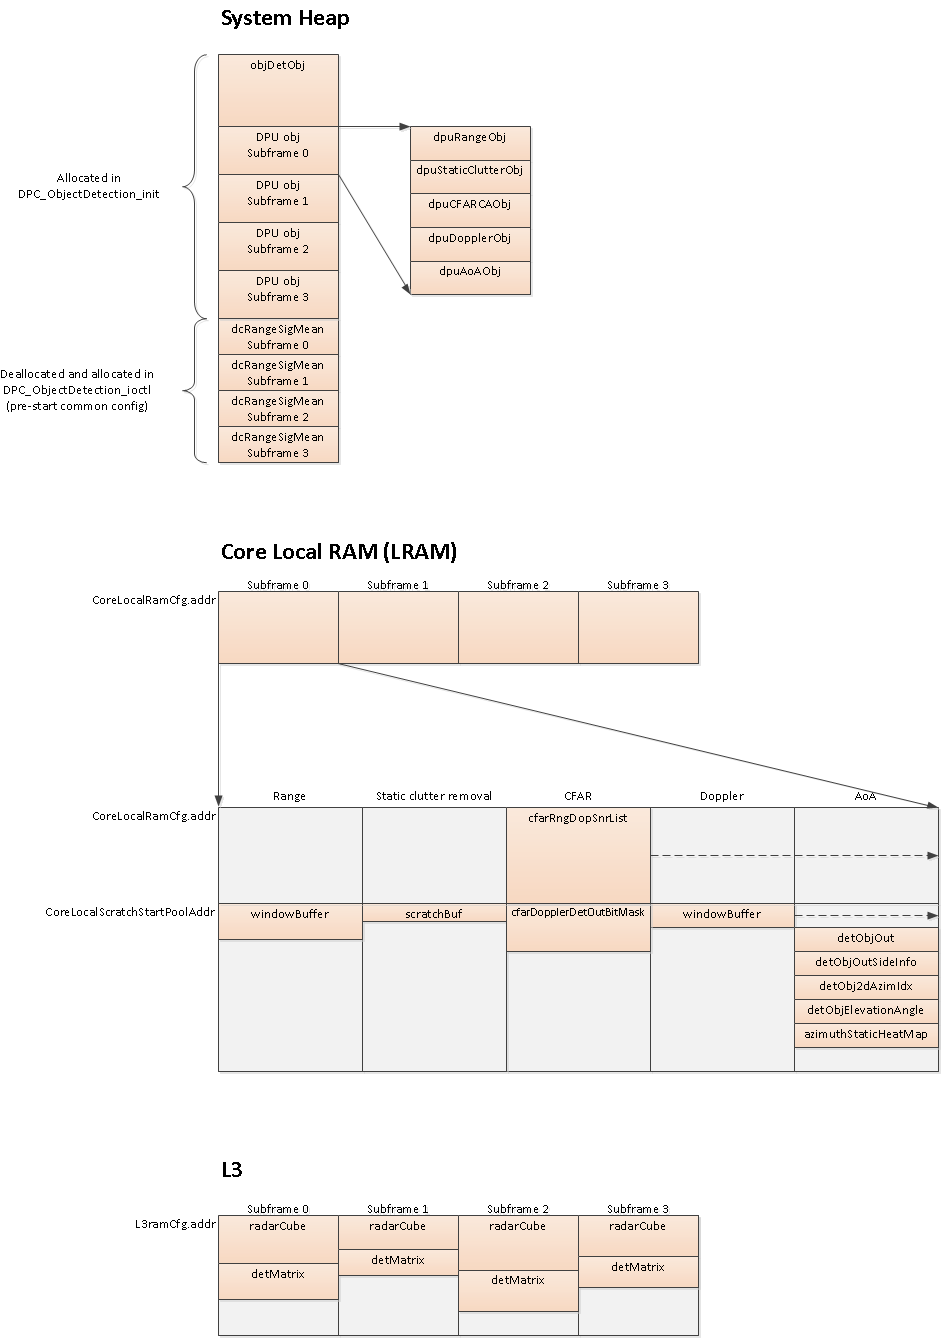 System Heap
objDetObj
DPU obj
Subframe 0
DPU obj
Subframe 1
DPU obj
Subframe 2
DPU obj
Subframe 3
dcRangeSigMean
Subframe 0
dcRangeSigMean
Subframe 1
dcRangeSigMean
Subframe 2
dcRangeSigMean
Subframe 3
Allocated in
DPC_ObjectDetection_init
Deallocated and allocated in
DPC_ObjectDetection_ioctl
(pre-start common config)
dpuRangeObj
dpuStaticClutterObj
dpuCFARCAObj
dpuDopplerObj
dpuAoAObj
Core Local RAM (LRAM)
Subframe 0
Subframe 1
Subframe 2
Subframe 3
CoreLocalRamCfg.addr
Range
Static clutter removal
CFAR
Doppler
AoA
CoreLocalRamCfg.addr
cfarRngDopSnrList
CoreLocalScratchStartPoolAddr
windowBuffer
scratchBuf
cfarDopplerDetOutBitMask
windowBuffer
detObjOut
detObjOutSideInfo
detObj2dAzimIdx
detObjElevationAngle
azimuthStaticHeatMap
L3
Subframe 0
Subframe 1
Subframe 2
Subframe 3
L3ramCfg.addr
radarCube
radarCube
radarCube
radarCube
detMatrix
detMatrix
detMatrix
detMatrix